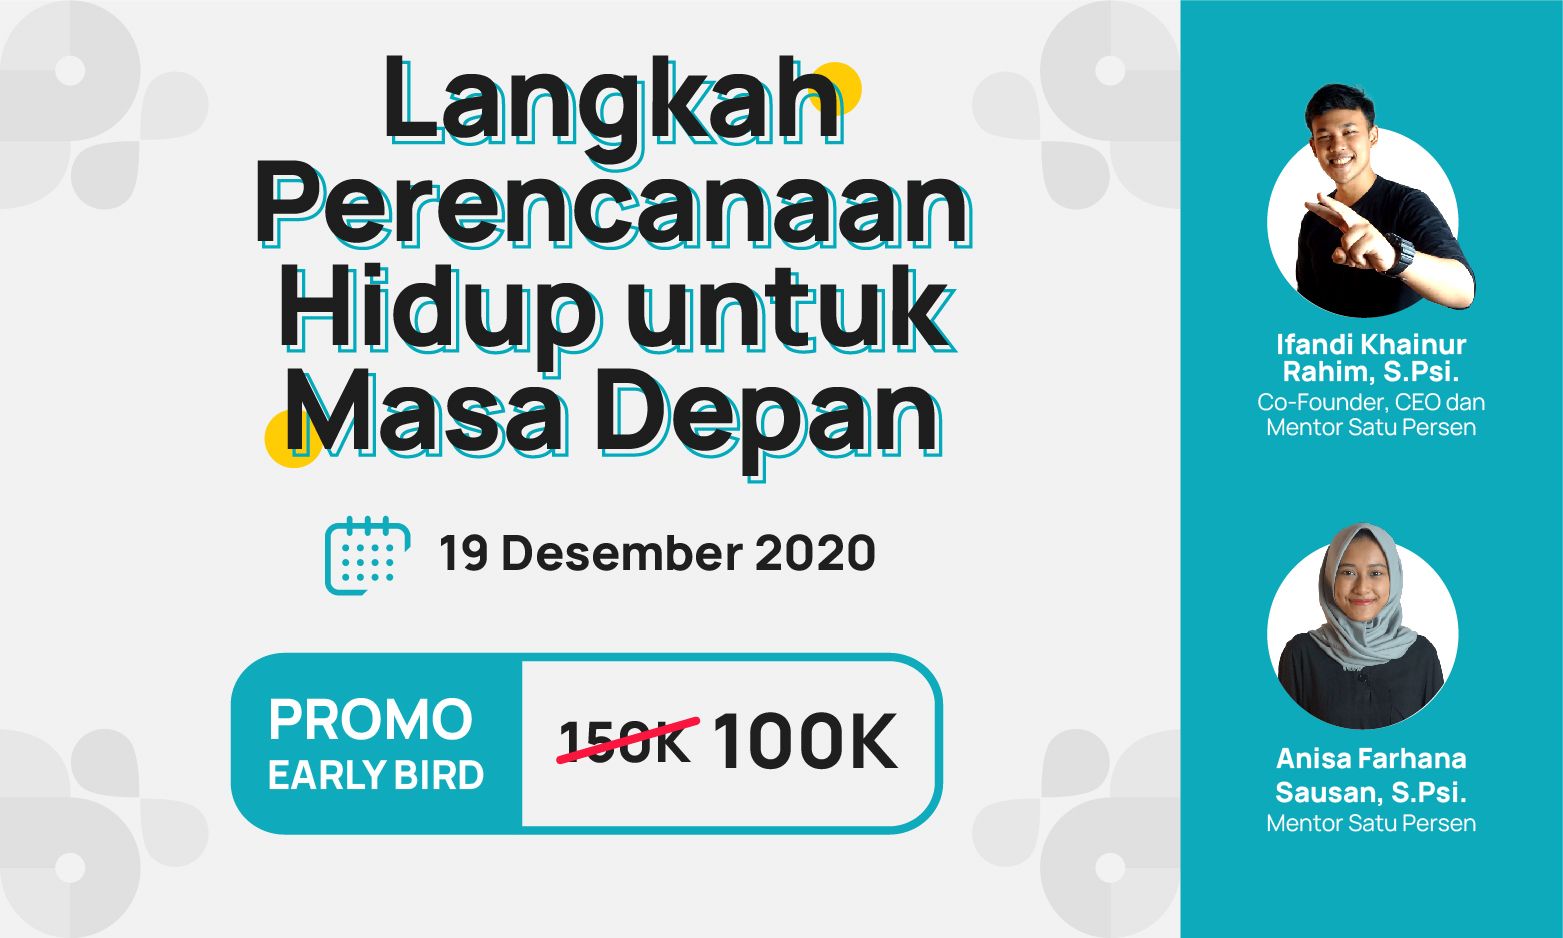 Langkah
Perencanaan
Hidup untuk
Masa Depan
19 Desember 2020
PROMO
EARLY BIRD
150K 100K
Ifandi Khainur
Rahim, S.Psi.
Co-Founder, CEO dan
Mentor Satu Persen
Anisa Farhana
Sausan, S.Psi.
Mentor Satu Persen